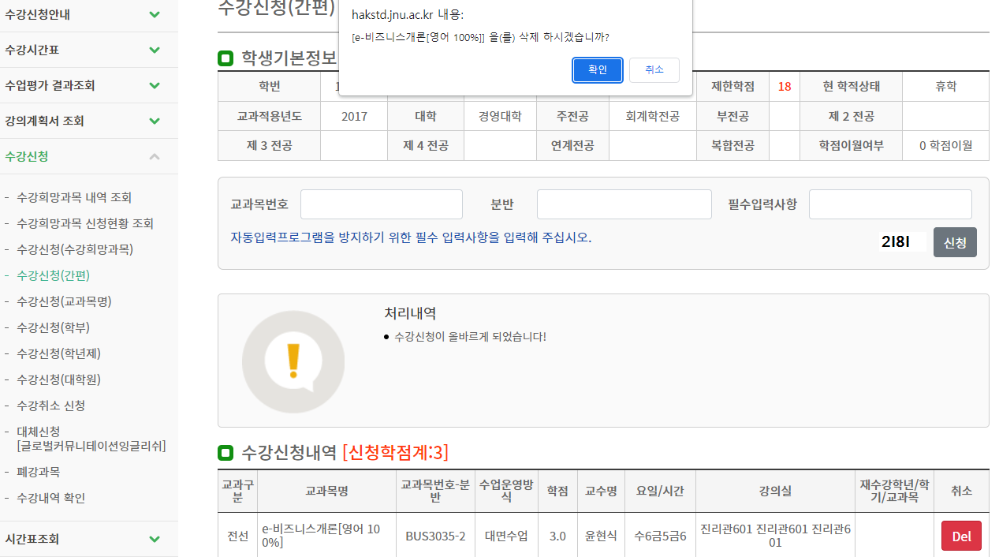 수강신청안내
수강시간표
수업평가 결과조회
강의계획서 조회
수강신청
- 수강희망과목 내역 조회
- 수강희망과목 신청현황 조회
- 수강신청(수강희망과목)
- 수강신청(간편)
- 수강신청(교과목명)
- 수강신청(학부)
- 수강신청(학년제)
- 수강신청(대학원)
- 수강취소 신청
- 대체신청
[글로벌커뮤니테이션잉글리쉬]
- 폐강과목
- 수강내역 확인
시간표조회
수강신청(간편)
hakstd.jnu.ac.kr 내용:
[e-비즈니스개론[영어 100%]] 을(를) 삭제 하시겠습니까?
확인 취소
학생기본정보
학번 1 제한학점 18 현 학적상태 휴학
교과적용년도 2017 대학 경영대학 주전공 회계학전공 부전공 제 2 전공
제 3 전공 제 4 전공 연계전공 복합전공 학점이월여부 0 학점이월
교과목번호 분반 필수입력사항
자동입력프로그램을 방지하기 위한 필수 입력사항을 입력해 주십시오. 신청
처리내역
• 수강신청이 올바르게 되었습니다!
수강신청내역 [신청학점계:3]
교과구 교과목명 교과목번호-분 수업운영방 학점 교수명 요일/시간 강의실 재수강학년/학 취소
분 반 식 기/교과목
전선 e-비즈니스개론[영어 10 BUS3035-2 대면수업 3.0 윤현식 수6금5금6 진리관601 진리관601 진리관6 Del
0%] 01